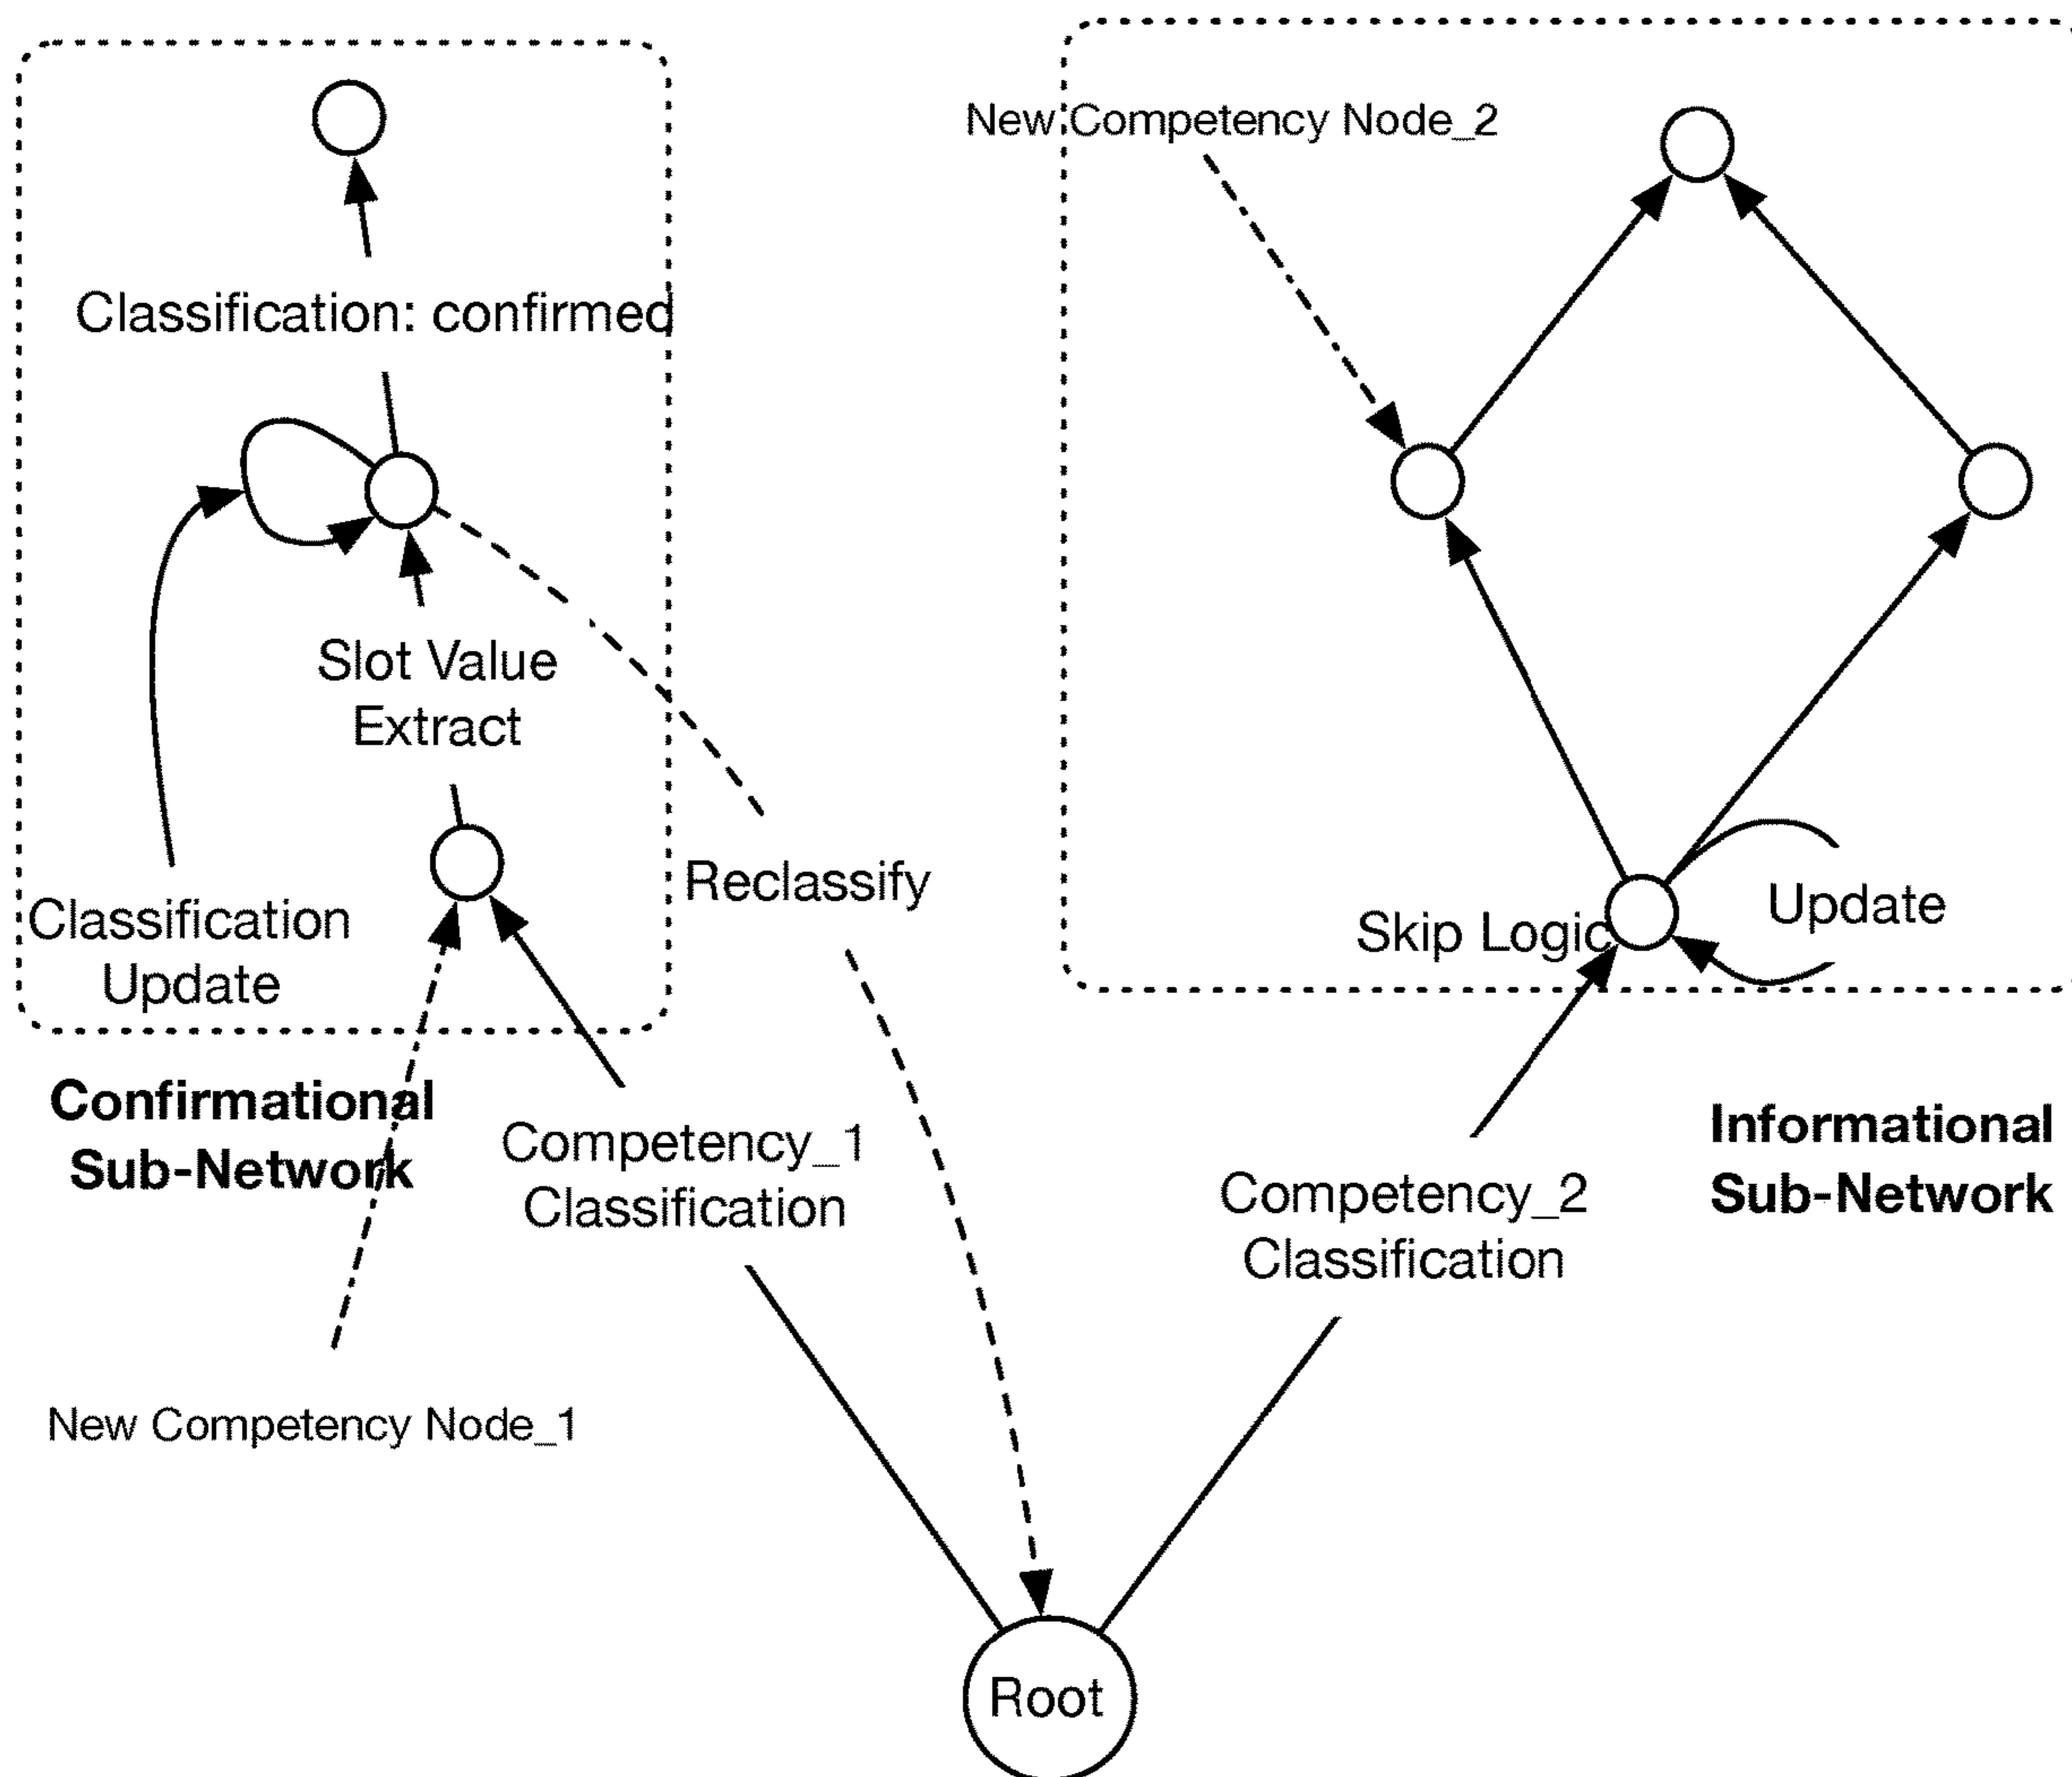 New Competency Node_2
Classification: confirmed
Slot Value
Extract
Reclassify
Classification
Update
Skip Logic
Update
Confirmational
Sub-Network
Competency_1
Classification
Competency_2
Classification
Informational
Sub-Network
New Competency Node_1
Root